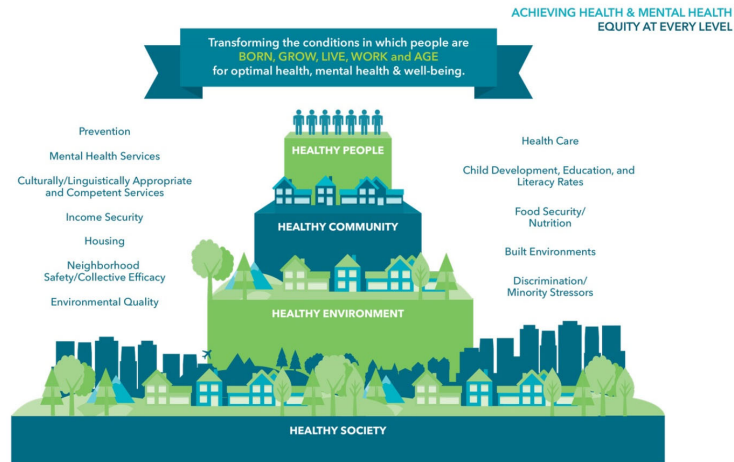 ACHIEVING HEALTH & MENTAL HEALTH
EQUITY AT EVERY LEVEL
Transforming the conditions in which people are
BORN, GROW, LIVE, WORK and AGE
for optimal health, mental health & well-being.
Prevention
Mental Health Services
Culturally/Linguistically Appropriate
and Competent Services
Income Security
Housing
Neighborhood
Safety/Collective Efficacy
Environmental Quality
HEALTHY PEOPLE
HEALTHY COMMUNITY
HEALTHY ENVIRONMENT
HEALTHY SOCIETY
Health Care
Child Development, Education, and
Literacy Rates
Food Security/
Nutrition
Built Environments
Discrimination/
Minority Stressors